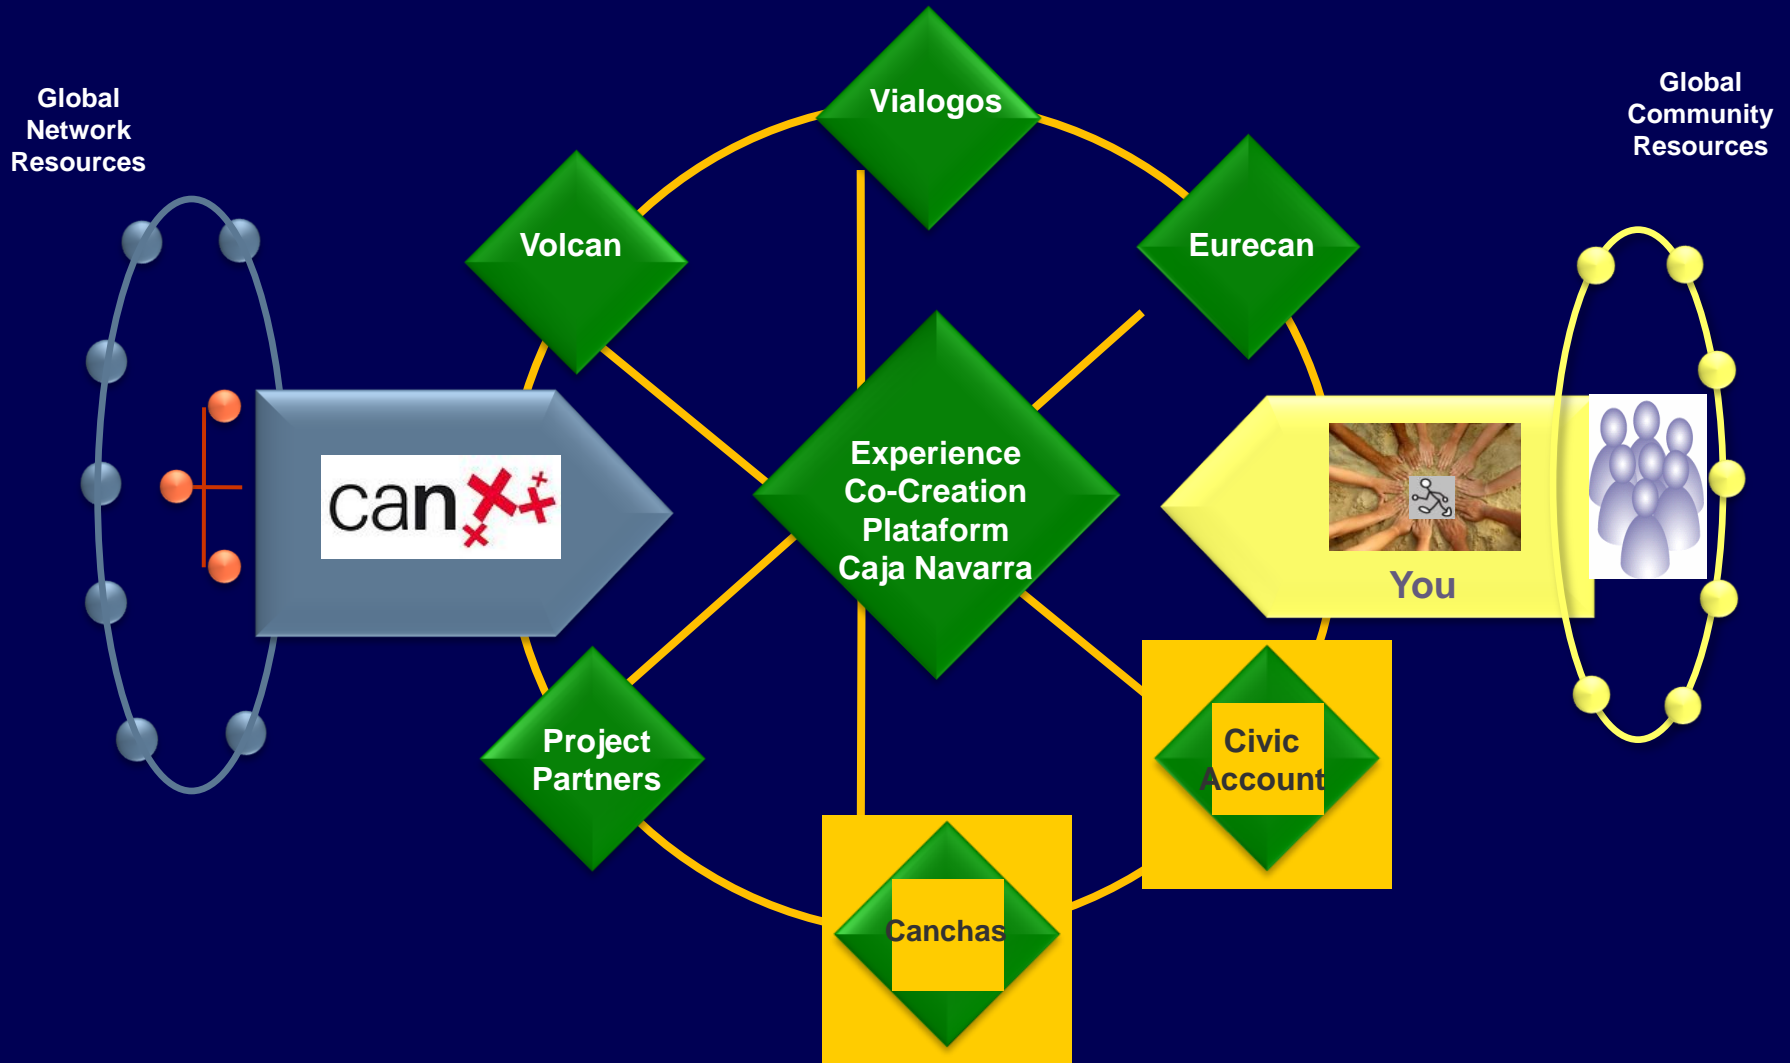 Global
Network
Resources
Vialogos
Global
Community
Resources
Volcan
Eurecan
can
Experience
Co-Creation
Plataform
Caja Navarra
You
Project
Partners
Civic
Account
Canchas